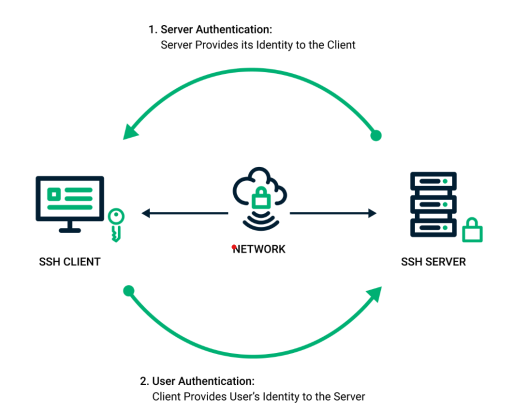 1. Server Authentication:
Server Provides its Identity to the Client
NETWORK
SSH CLIENT
SSH SERVER
2. User Authentication:
Client Provides User's Identity to the Server